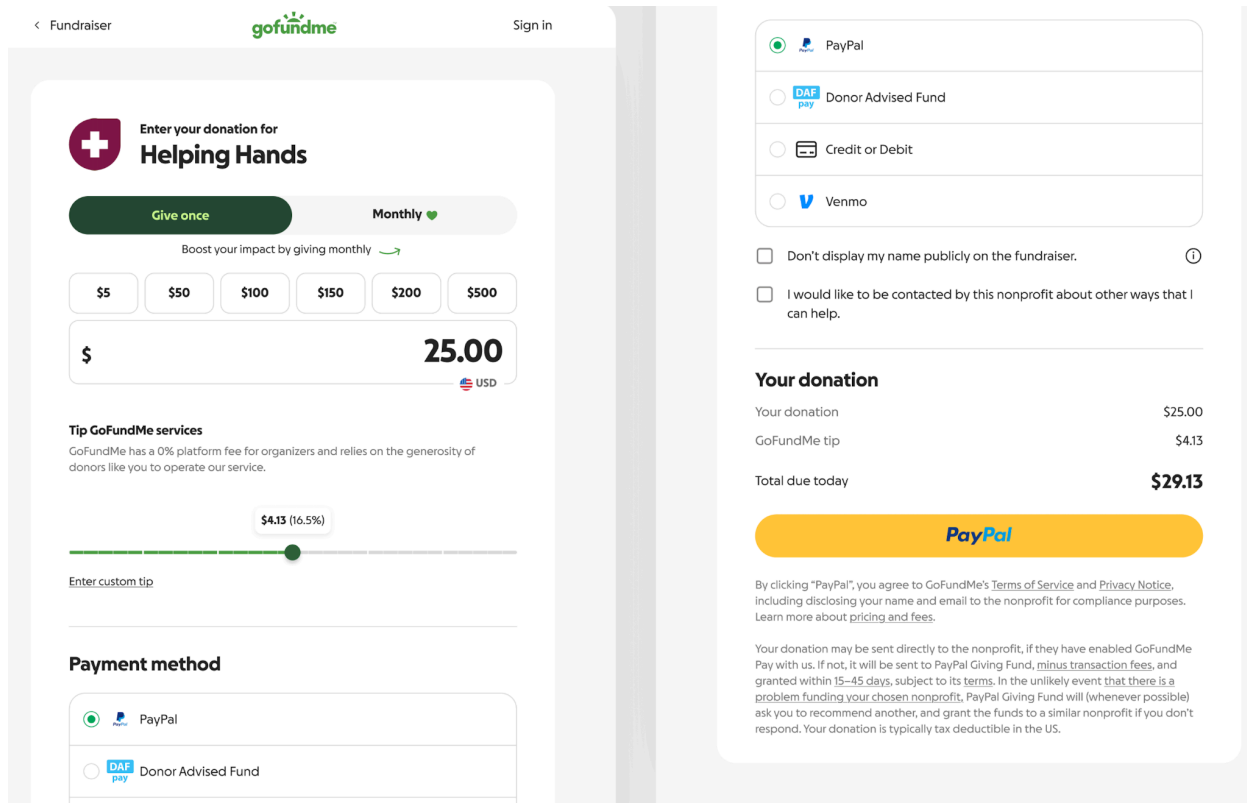 Fundraiser
gofundme
Sign in
Enter your donation for
Helping Hands
Give once
Monthly
Boost your impact by giving monthly
$5
$50
$100
$150
$200
$500
$
25.00
USD
Tip GoFundMe services
GoFundMe has a 0% platform fee for organizers and relies on the generosity of
donors like you to operate our service.
$4.13 (16.5%)
Enter custom tip
Payment method
PayPal
PayPal
DAF
pay
Donor Advised Fund
PayPal
PayPal
DAF
pay
Donor Advised Fund
Credit or Debit
Venmo
Don't display my name publicly on the fundraiser.
I would like to be contacted by this nonprofit about other ways that I
can help.
Your donation
Your donation
$25.00
GoFundMe tip
$4.13
Total due today
$29.13
PayPal
By clicking “PayPal”, you agree to GoFundMe's Terms of Service and Privacy Notice,
including disclosing your name and email to the nonprofit for compliance purposes.
Learn more about pricing and fees.
Your donation may be sent directly to the nonprofit, if they have enabled GoFundMe
Pay with us. If not, it will be sent to PayPal Giving Fund, minus transaction fees, and
granted within 15–45 days, subject to its terms. In the unlikely event that there is a
problem funding your chosen nonprofit, PayPal Giving Fund will (whenever possible)
ask you to recommend another, and grant the funds to a similar nonprofit if you don't
respond. Your donation is typically tax deductible in the US.